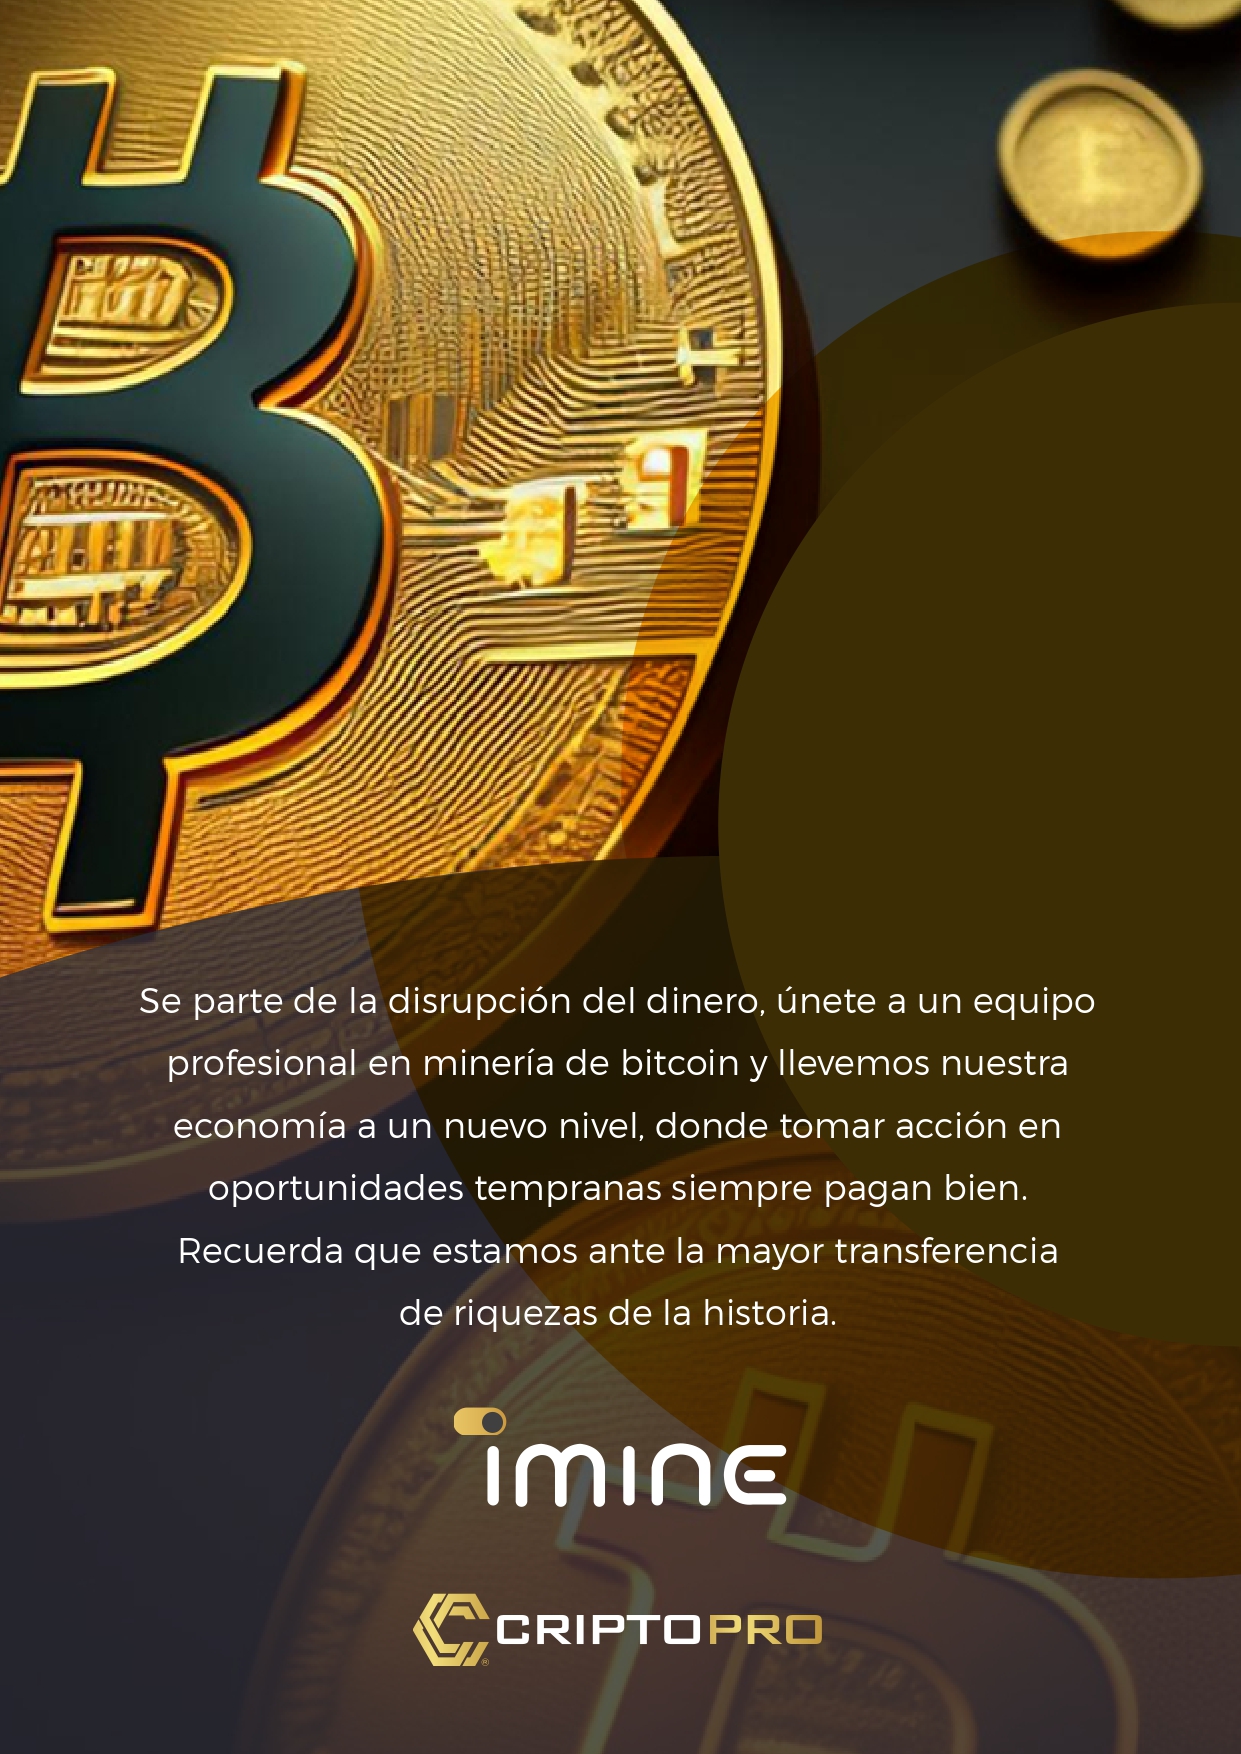 Se parte de la disrupción del dinero, únete a un equipo
profesional en minería de bitcoin y llevemos nuestra
economía a un nuevo nivel, donde tomar acción en
oportunidades tempranas siempre pagan bien.
Recuerda que estamos ante la mayor transferencia
de riquezas de la historia.
imine
CRIPTOPRO
®